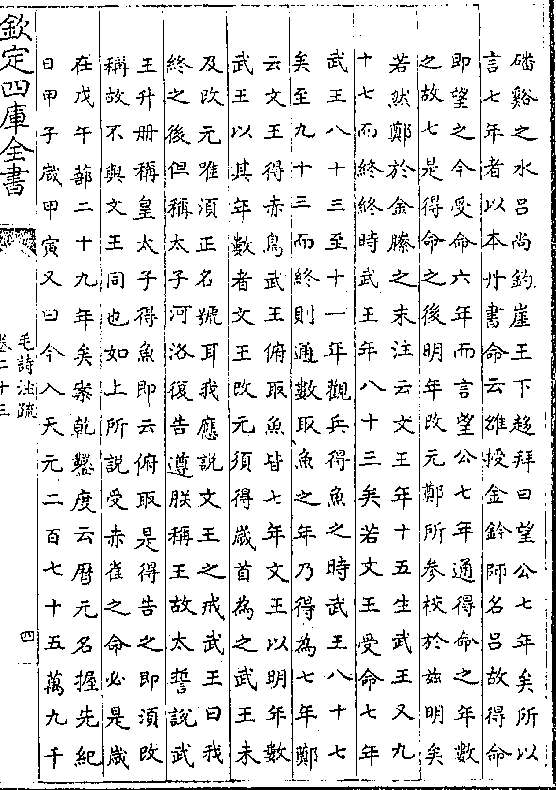 磻谿之水吕尚釣崖王下趍拜曰望公七年矣所以
言七年者以本丹書命云雒授金鈐師名吕故得命
即望之今受命六年而言望公七年通得命之年數
之故七是得命之後明年改元鄭所參校於兹明矣
若然鄭於金縢之末注云文王年十五生武王又九
十七而終終時武王年八十三矣若文王受命七年
武王八十三至十一年觀兵得魚之時武王八十七
矣至九十三而終則通數取魚之年乃得為七年鄭
云文王得赤鳥武王俯取魚皆七年文王以明年數
武王以其年數者文王改元須得歲首為之武王未
及改元唯須正名號耳我應説文王之戒武王曰我
終之後但稱太子河洛復告遵朕稱王故太誓説武
王升舟稱皇太子得魚即云俯取是得告之即須改
稱故不與文王同也如上所説受赤雀之命必是歲
在戊午蔀二十九年矣案乾鑿度云暦元名握先紀
日甲子歲甲寅又曰今入天元二百七十五萬九千
欽定四庫全書
毛詩注疏
卷二十三
四